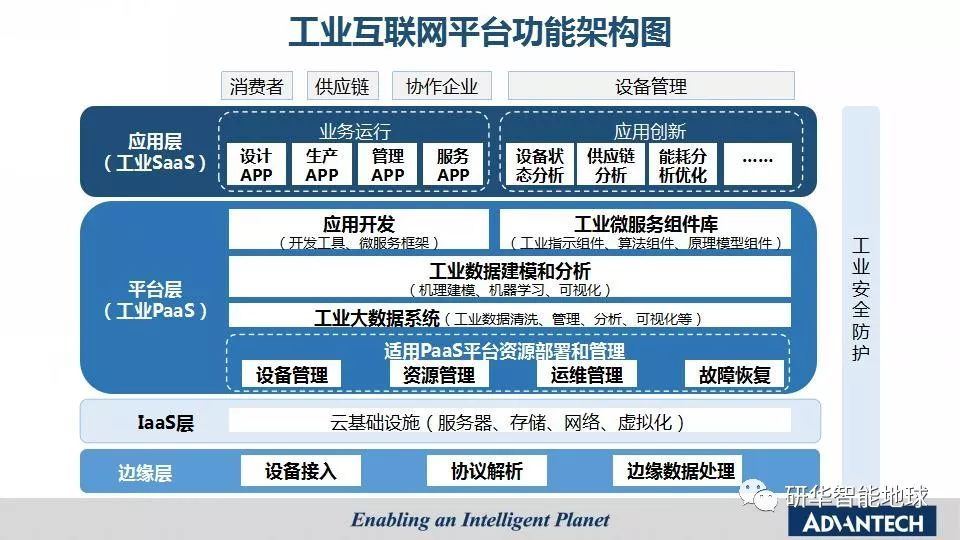 工业互联网平台功能架构图
消费者 供应链 协作企业 设备管理
应用层
（工业SaaS）
业务运行
设计
APP
生产
APP
管理
APP
服务
APP
应用创新
设备状
态分析
供应链
分析
能耗分
析优化
......
平台层
（工业PaaS）
应用开发
（开发工具、微服务框架）
工业微服务组件库
（工业指示组件、算法组件、原理模型组件）
工业数据建模和分析
（机理建模、机器学习、可视化）
工业大数据系统（工业数据清洗、管理、分析、可视化等）
适用PaaS平台资源部署和管理
设备管理 资源管理 运维管理 故障恢复
IaaS层
云基础设施（服务器、存储、网络、虚拟化）
边缘层
设备接入 协议解析 边缘数据处理
工业安全防护
研华智能地球
Enabling an Intelligent Planet
ADVANTECH